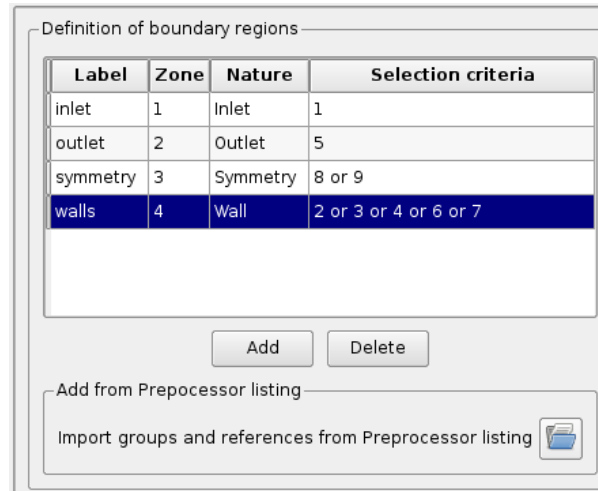 Definition of boundary regions
Label Zone Nature Selection criteria
inlet 1 Inlet 1
outlet 2 Outlet 5
symmetry 3 Symmetry 8 or 9
walls 4 Wall 2 or 3 or 4 or 6 or 7
Add Delete
Add from Prepocessor listing
Import groups and references from Preprocessor listing